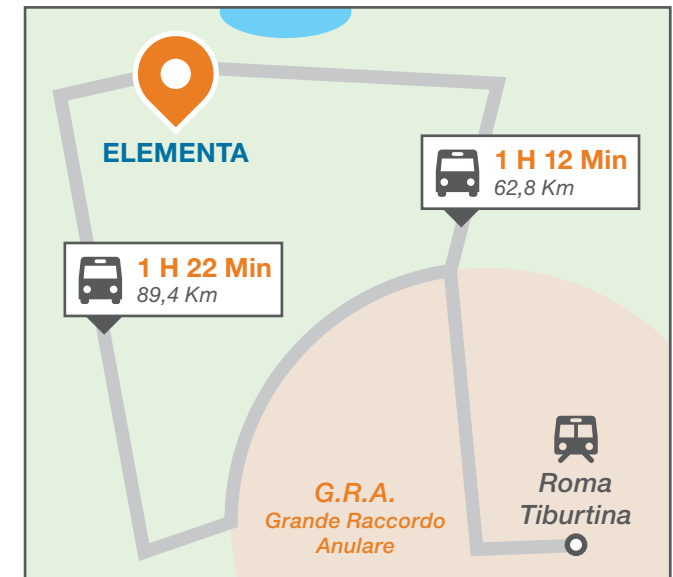 ELEMENTA
1 H 12 Min
62,8 Km
1 H 22 Min
89,4 Km
G.R.A.
Grande Raccordo
Anulare
Roma
Tiburtina